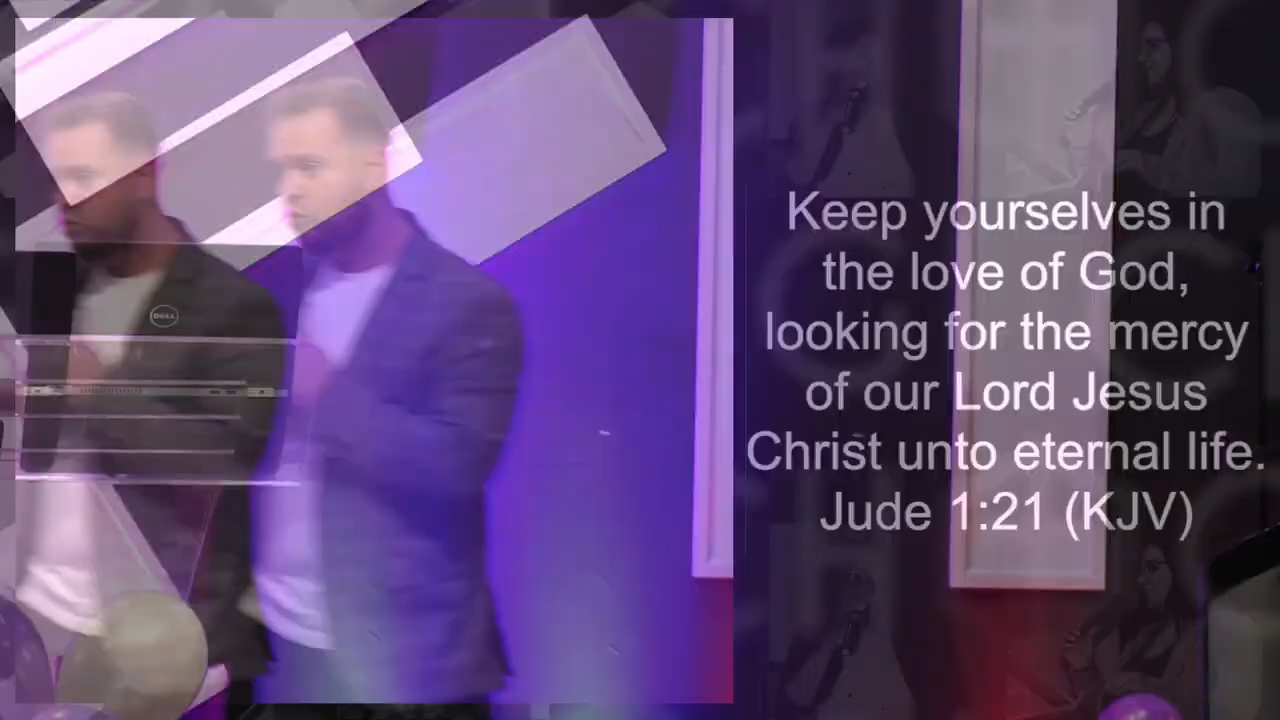 DELL
Keep yourselves in
the love of God,
looking for the mercy
of our Lord Jesus
Christ unto eternal life.
Jude 1:21 (KJV)